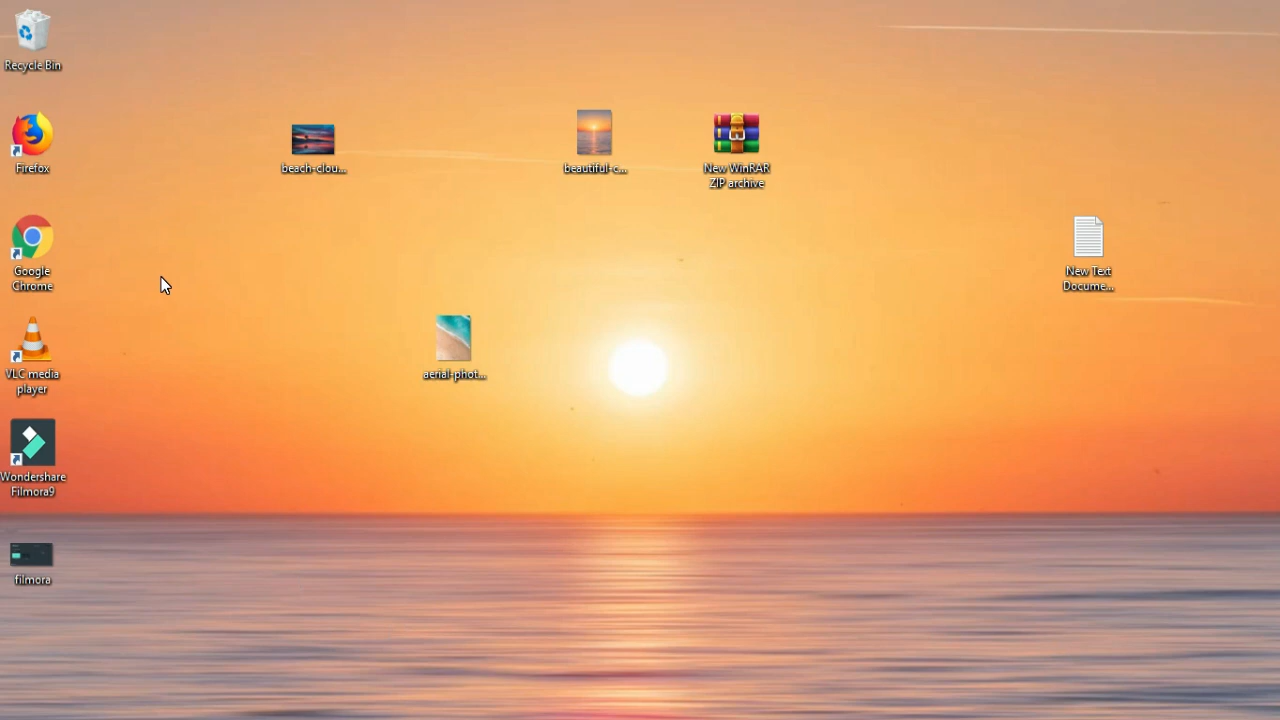 Recycle Bin
Firefox
beach-clou...
beautiful-c...
New WinRAR
ZIP archive
Google
Chrome
New Text
Docume...
VLC media
player
aerial-phot...
Wondershare
Filmora9
filmora